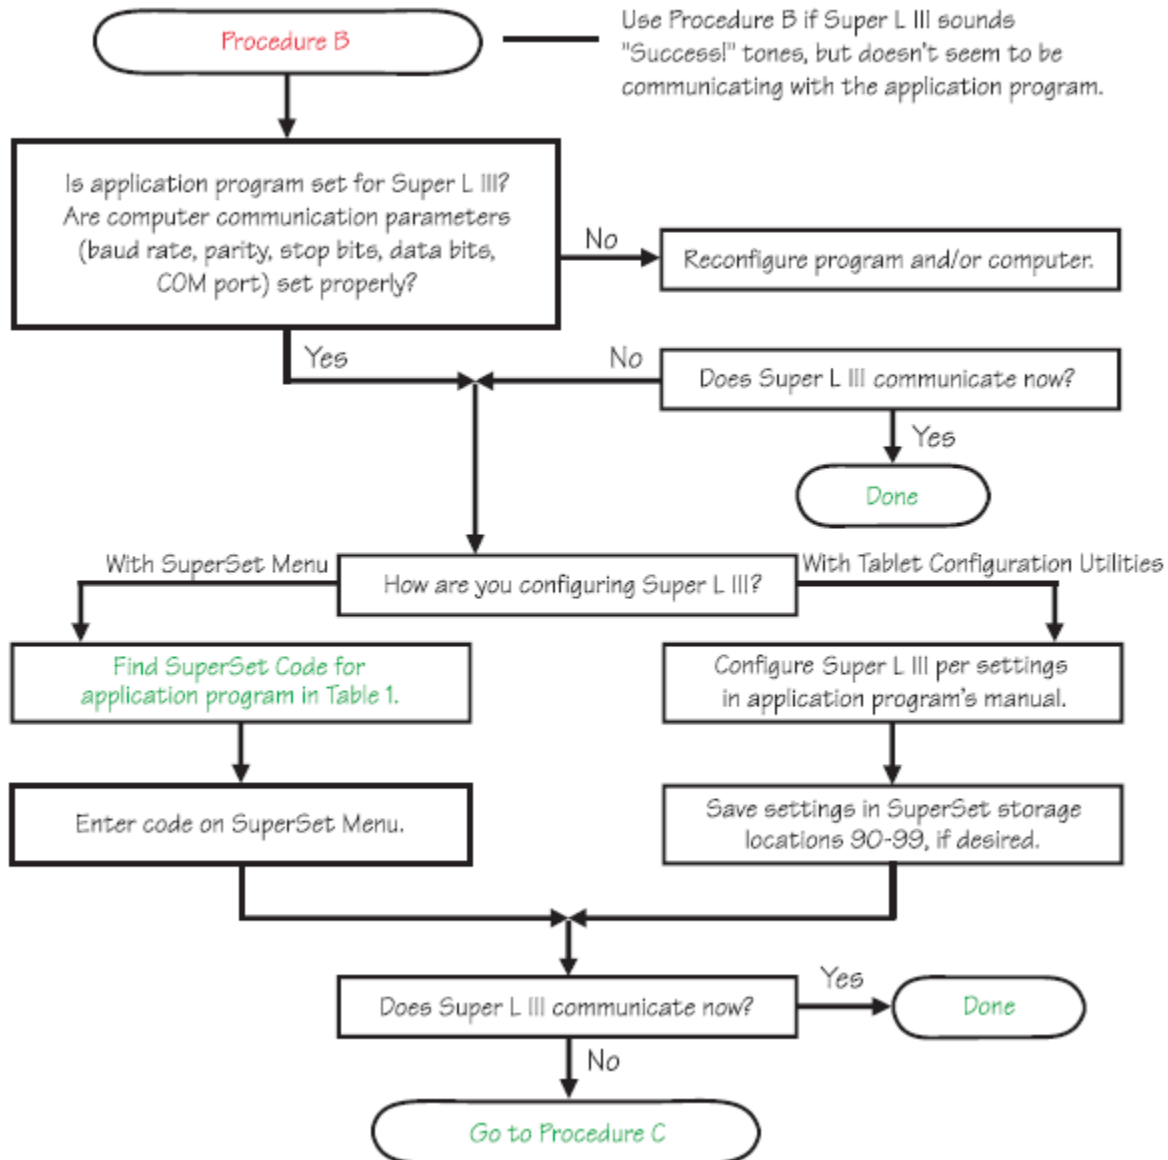 Procedure B
Use Procedure B if Super L III sounds
"Success!" tones, but doesn't seem to be
communicating with the application program.
Is application program set for Super L III?
Are computer communication parameters
(baud rate, parity, stop bits, data bits,
COM port) set properly?
No
Reconfigure program and/or computer.
Yes
No
Does Super L III communicate now?
Yes
Done
With SuperSet Menu
How are you configuring Super L III?
With Tablet Configuration Utilities
Find SuperSet Code for
application program in Table 1.
Configure Super L III per settings
in application program's manual.
Enter code on SuperSet Menu.
Save settings in SuperSet storage
locations 90-99, if desired.
Does Super L III communicate now?
Yes
Done
No
Go to Procedure C